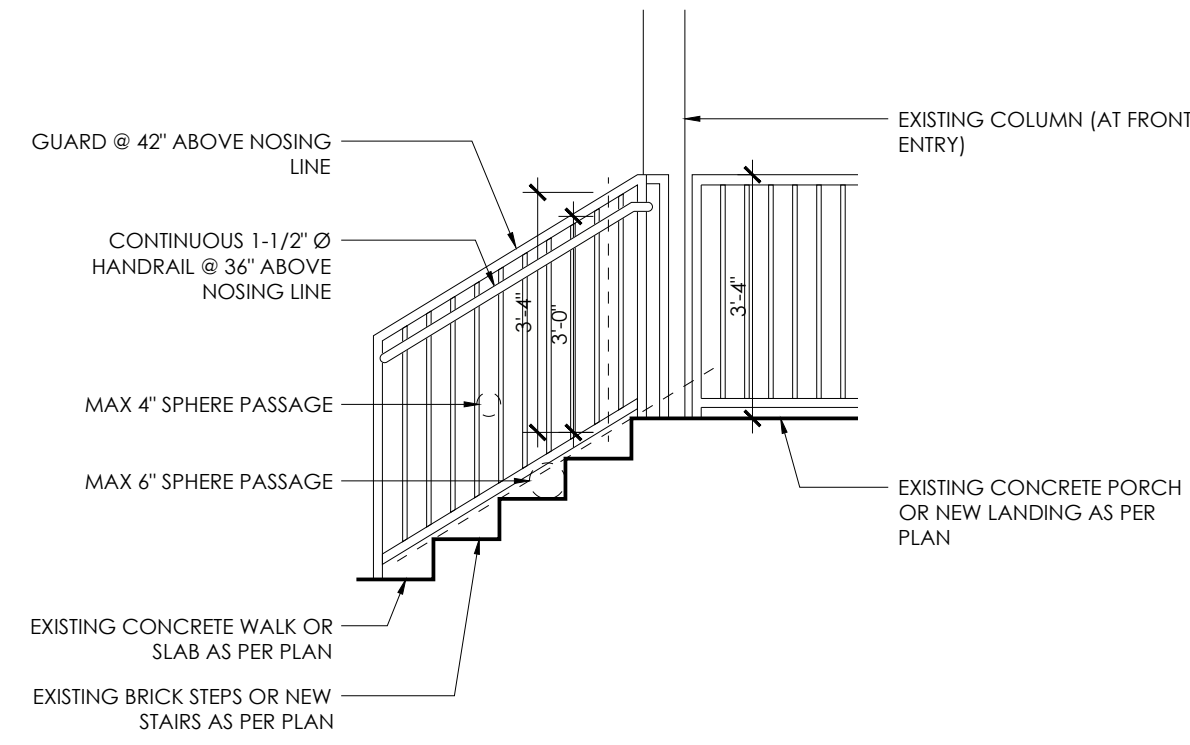 GUARD @ 42" ABOVE NOSING
LINE
CONTINUOUS 1-1/2" Ø
HANDRAIL @ 36" ABOVE
NOSING LINE
MAX 4" SPHERE PASSAGE
MAX 6" SPHERE PASSAGE
EXISTING CONCRETE WALK OR
SLAB AS PER PLAN
EXISTING BRICK STEPS OR NEW
STAIRS AS PER PLAN
3'-4"
3'-0"
3'-4"
EXISTING COLUMN (AT FRONT
ENTRY)
EXISTING CONCRETE PORCH
OR NEW LANDING AS PER
PLAN